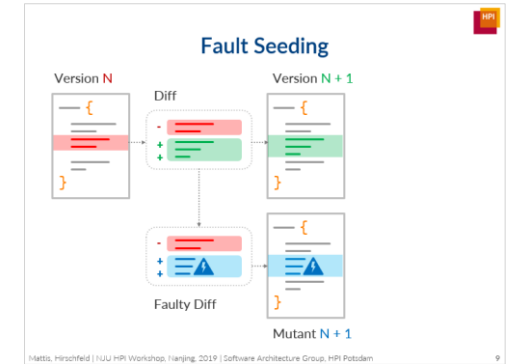 HPI
Fault Seeding
Version N
Diff
Version N + 1
{
-
+
+
}
{
}
-
+
+
Faulty Diff
{
}
Mutant N + 1
Mattis, Hirschfeld | NJU HPI Workshop, Nanjing, 2019 | Software Architecture Group, HPI Potsdam
9